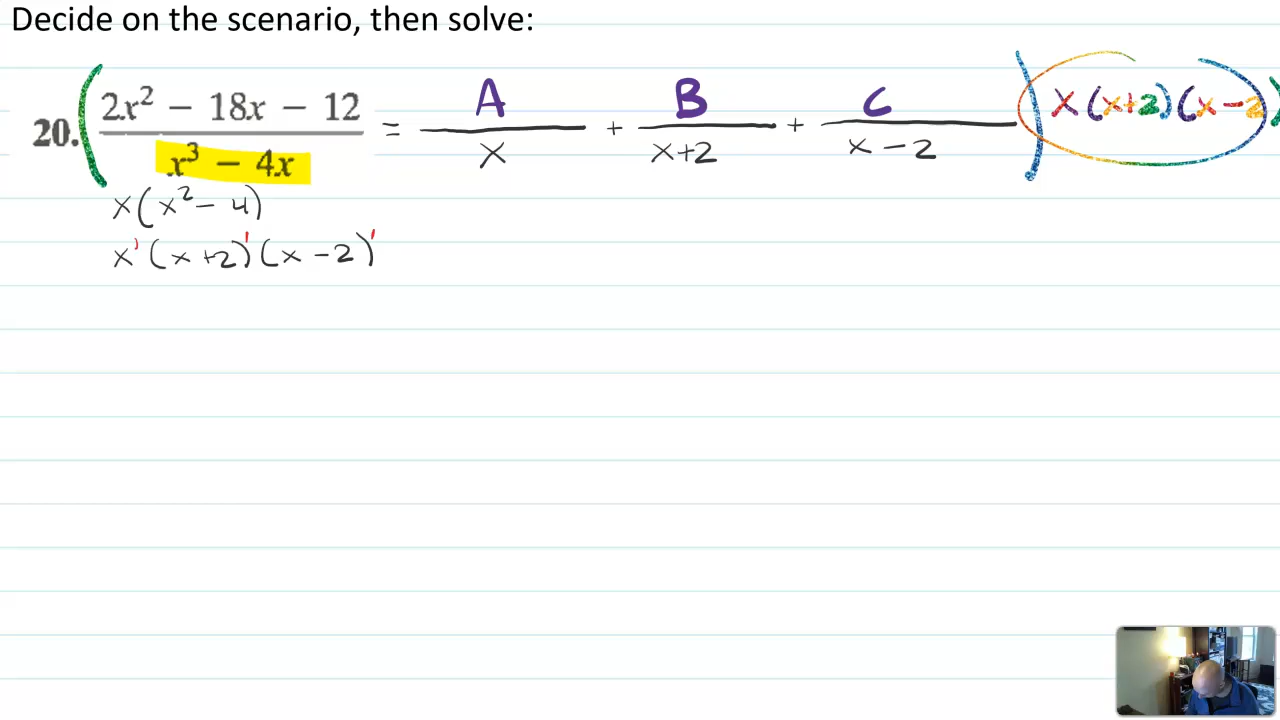 Decide on the scenario, then solve:
20. ( (2x² − 18x − 12)/(x³ − 4x) = A/x + B/(x+2) + C/(x−2) ) x(x+2)(x−2)
x(x² − 4)
x¹(x+2)¹(x−2)¹